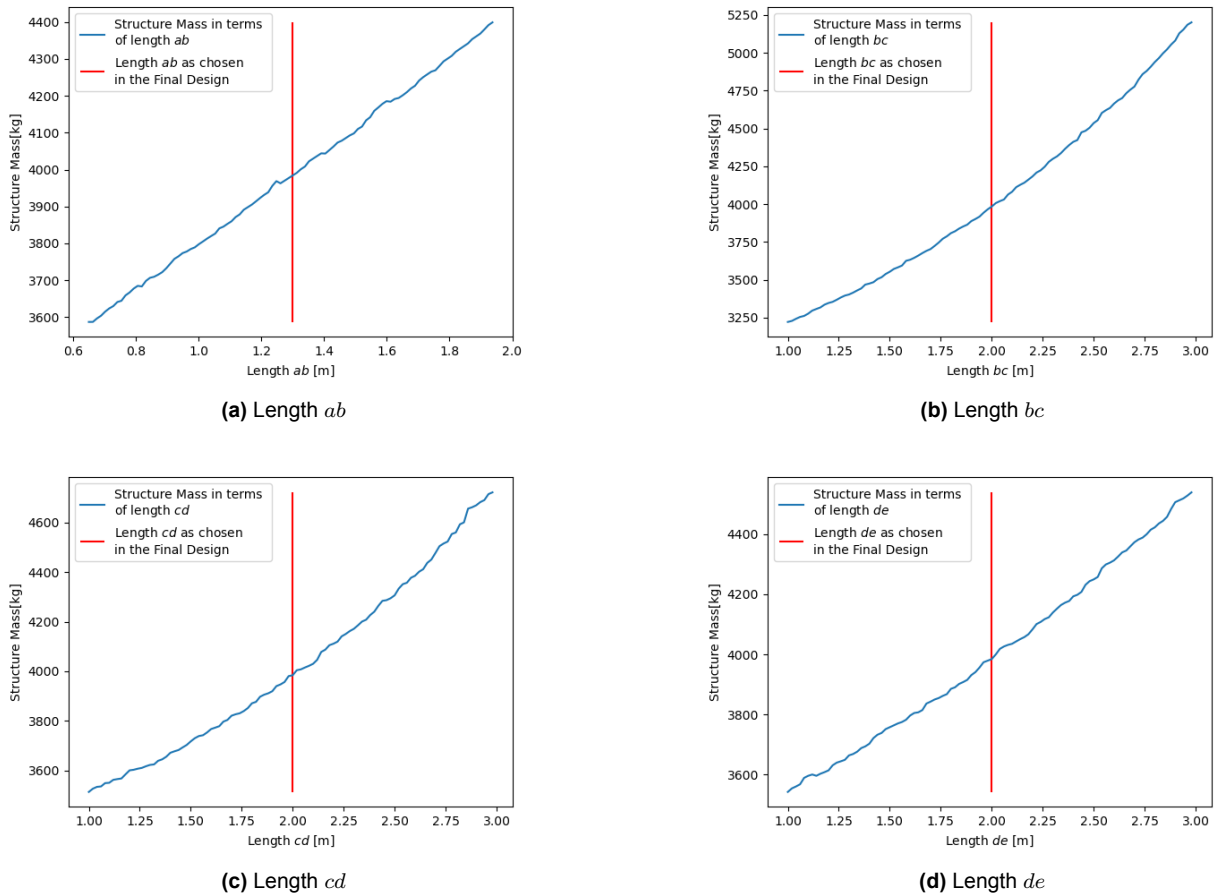 Structure Mass in terms
of length ab
Length ab as chosen
in the Final Design
Structure Mass[kg]
4400
4300
4200
4100
4000
3900
3800
3700
3600
0.6 0.8 1.0 1.2 1.4 1.6 1.8 2.0
Length ab [m]
(a) Length ab
Structure Mass in terms
of length bc
Length bc as chosen
in the Final Design
Structure Mass[kg]
5250
5000
4750
4500
4250
4000
3750
3500
3250
1.00 1.25 1.50 1.75 2.00 2.25 2.50 2.75 3.00
Length bc [m]
(b) Length bc
Structure Mass in terms
of length cd
Length cd as chosen
in the Final Design
Structure Mass[kg]
4600
4400
4200
4000
3800
3600
1.00 1.25 1.50 1.75 2.00 2.25 2.50 2.75 3.00
Length cd [m]
(c) Length cd
Structure Mass in terms
of length de
Length de as chosen
in the Final Design
Structure Mass[kg]
4400
4200
4000
3800
3600
1.00 1.25 1.50 1.75 2.00 2.25 2.50 2.75 3.00
Length de [m]
(d) Length de